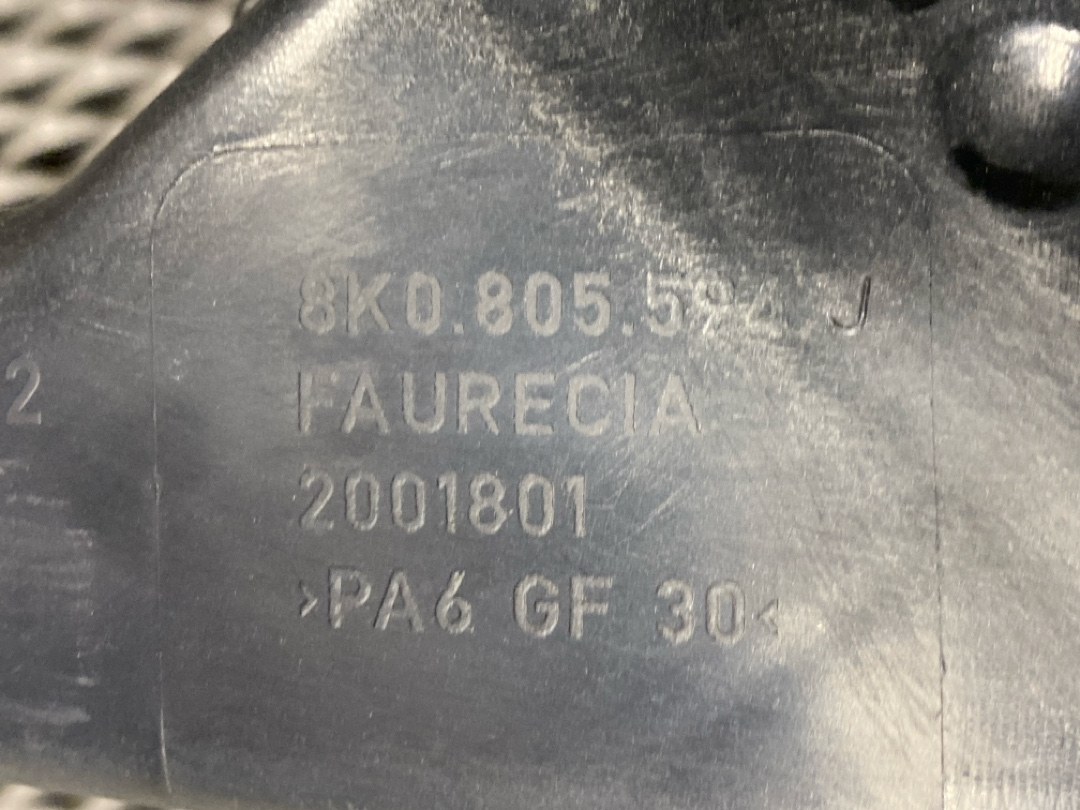 8K0.805.594 J
FAURECIA
2
2001801
>PA6 GF 30<